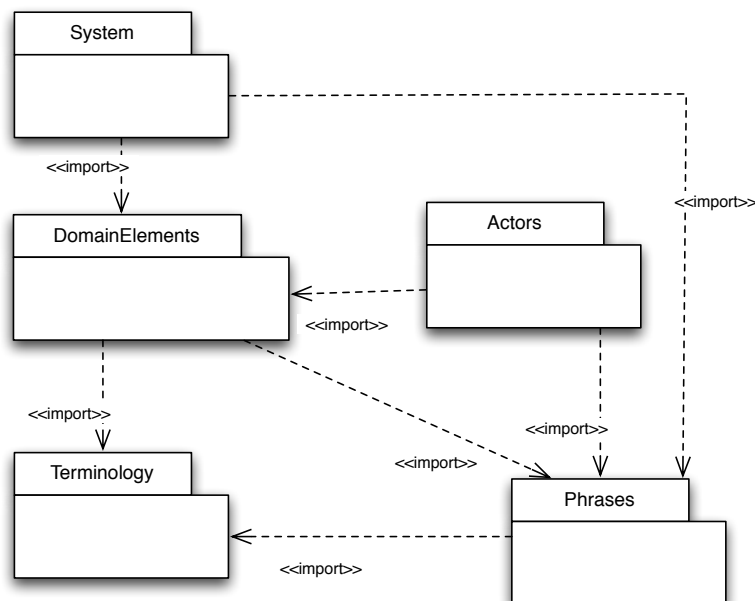 System
<<import>>
<<import>>
DomainElements
Actors
<<import>>
<<import>>
<<import>>
<<import>>
Terminology
Phrases
<<import>>